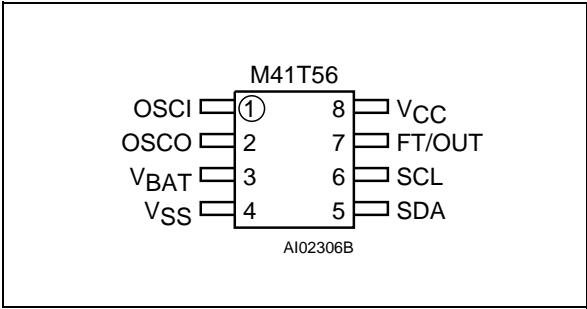 M41T56
OSCI 1 8 VCC
OSCO 2 7 FT/OUT
VBAT 3 6 SCL
VSS 4 5 SDA
AI02306B